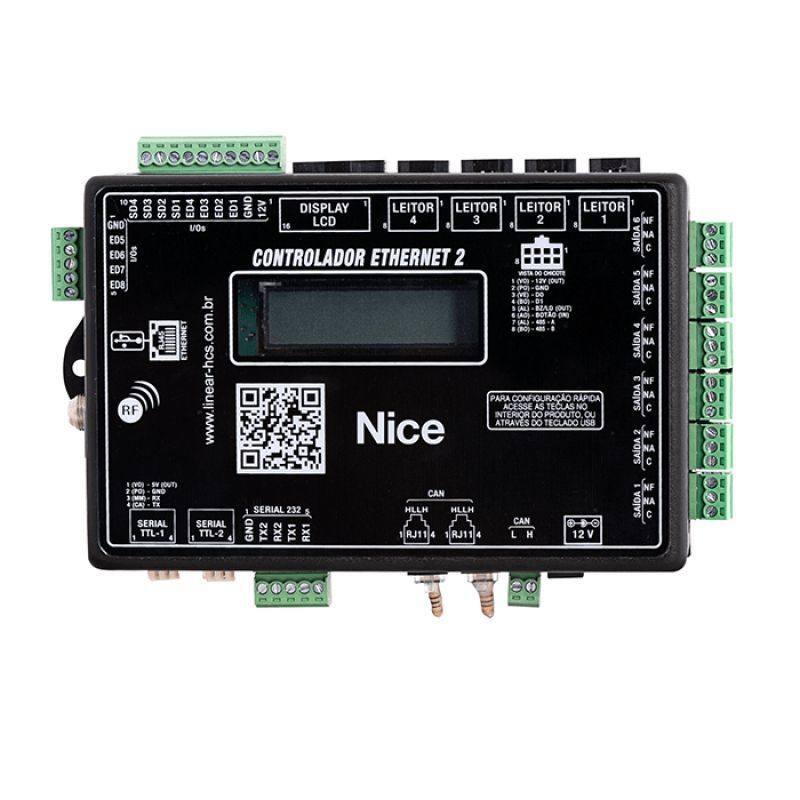 10 SD4 SD3 SD2 SD1 ED4 ED3 ED2 ED1 GND 12V 1
I/Os
1 GND
ED5
ED6
ED7
ED8
5
I/Os
DISPLAY
LCD
16 1
LEITOR
4
8 1
LEITOR
3
8 1
LEITOR
2
8 1
LEITOR
1
8 1
CONTROLADOR ETHERNET 2
8 1
VISTA DO CHICOTE
1 (VD) - 12V (OUT)
2 (PD) - GND
3 (VE) - D0
4 (BO) - D1
5 (AL) - BZ/LD (OUT)
6 (AO) - BOTÃO (IN)
7 (AL) - 485 - A
8 (BO) - 485 - B
SAÍDA 6
NF
NA
C
SAÍDA 5
NF
NA
C
SAÍDA 4
NF
NA
C
SAÍDA 3
NF
NA
C
SAÍDA 2
NF
NA
C
SAÍDA 1
NF
NA
C
RJ45
ETHERNET
RF
www.linear-hcs.com.br
Nice
PARA CONFIGURAÇÃO RÁPIDA
ACESSE AS TECLAS NO
INTERIOR DO PRODUTO, OU
ATRAVÉS DO TECLADO USB
1 (VD) - 5V (OUT)
2 (PO) - GND
3 (MM) - RX
4 (CA) - TX
SERIAL
TTL-1
1 4
SERIAL
TTL-2
1 4
SERIAL 232
1 5
GND TX2 RX2 TX1 RX1
CAN
HLLH HLLH
1 RJ11 4 1 RJ11 4
CAN
L H
12 V